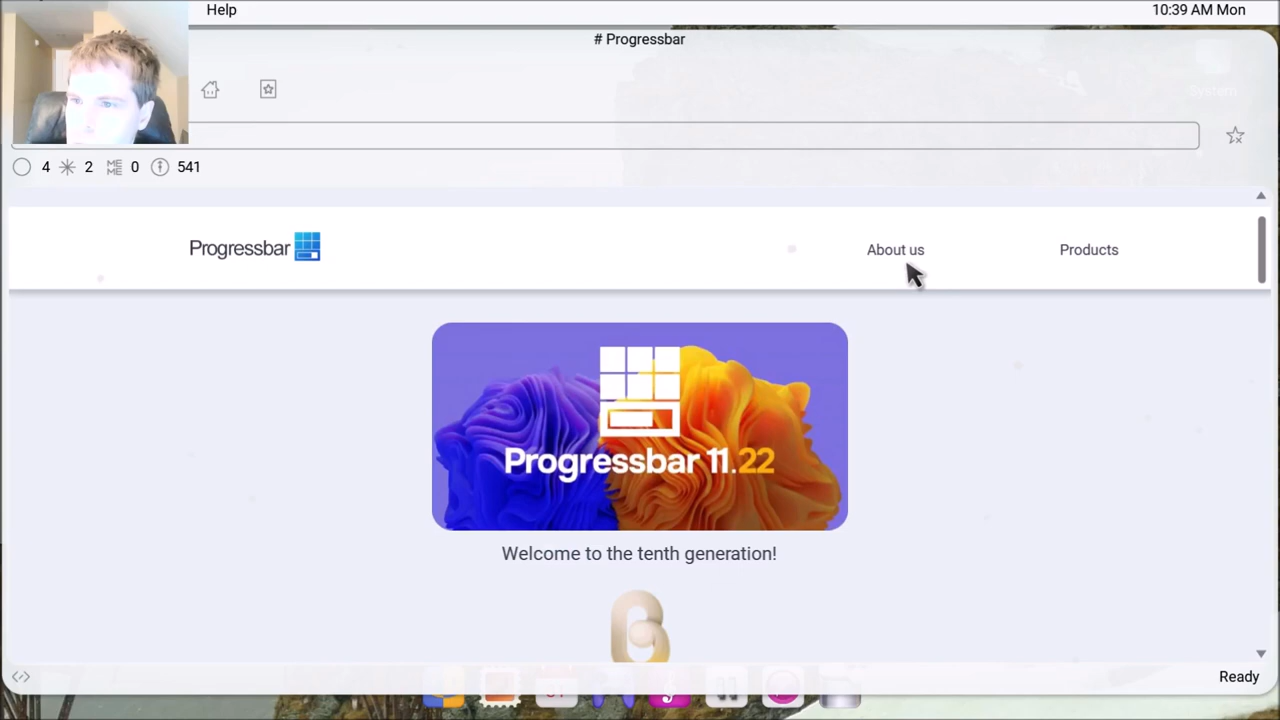 Help
10:39 AM Mon
# Progressbar
4
2
0
541
Progressbar
About us
Products
Progressbar 11.22
Welcome to the tenth generation!
Ready